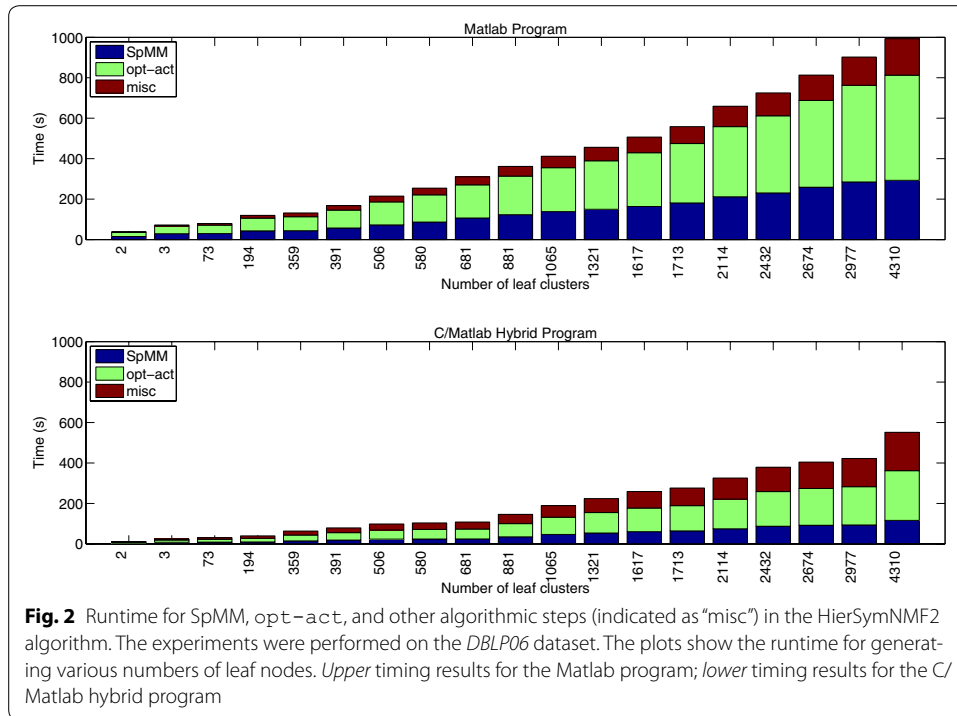 Matlab Program
SpMM
opt-act
misc
Time (s)
1000
800
600
400
200
0
2 3 73 194 359 391 506 580 681 881 1065 1321 1617 1713 2114 2432 2674 2977 4310
Number of leaf clusters
C/Matlab Hybrid Program
SpMM
opt-act
misc
Time (s)
1000
800
600
400
200
0
2 3 73 194 359 391 506 580 681 881 1065 1321 1617 1713 2114 2432 2674 2977 4310
Number of leaf clusters
Fig. 2 Runtime for SpMM, opt-act, and other algorithmic steps (indicated as "misc") in the HierSymNMF2
algorithm. The experiments were performed on the DBLP06 dataset. The plots show the runtime for generat-
ing various numbers of leaf nodes. Upper timing results for the Matlab program; lower timing results for the C/
Matlab hybrid program